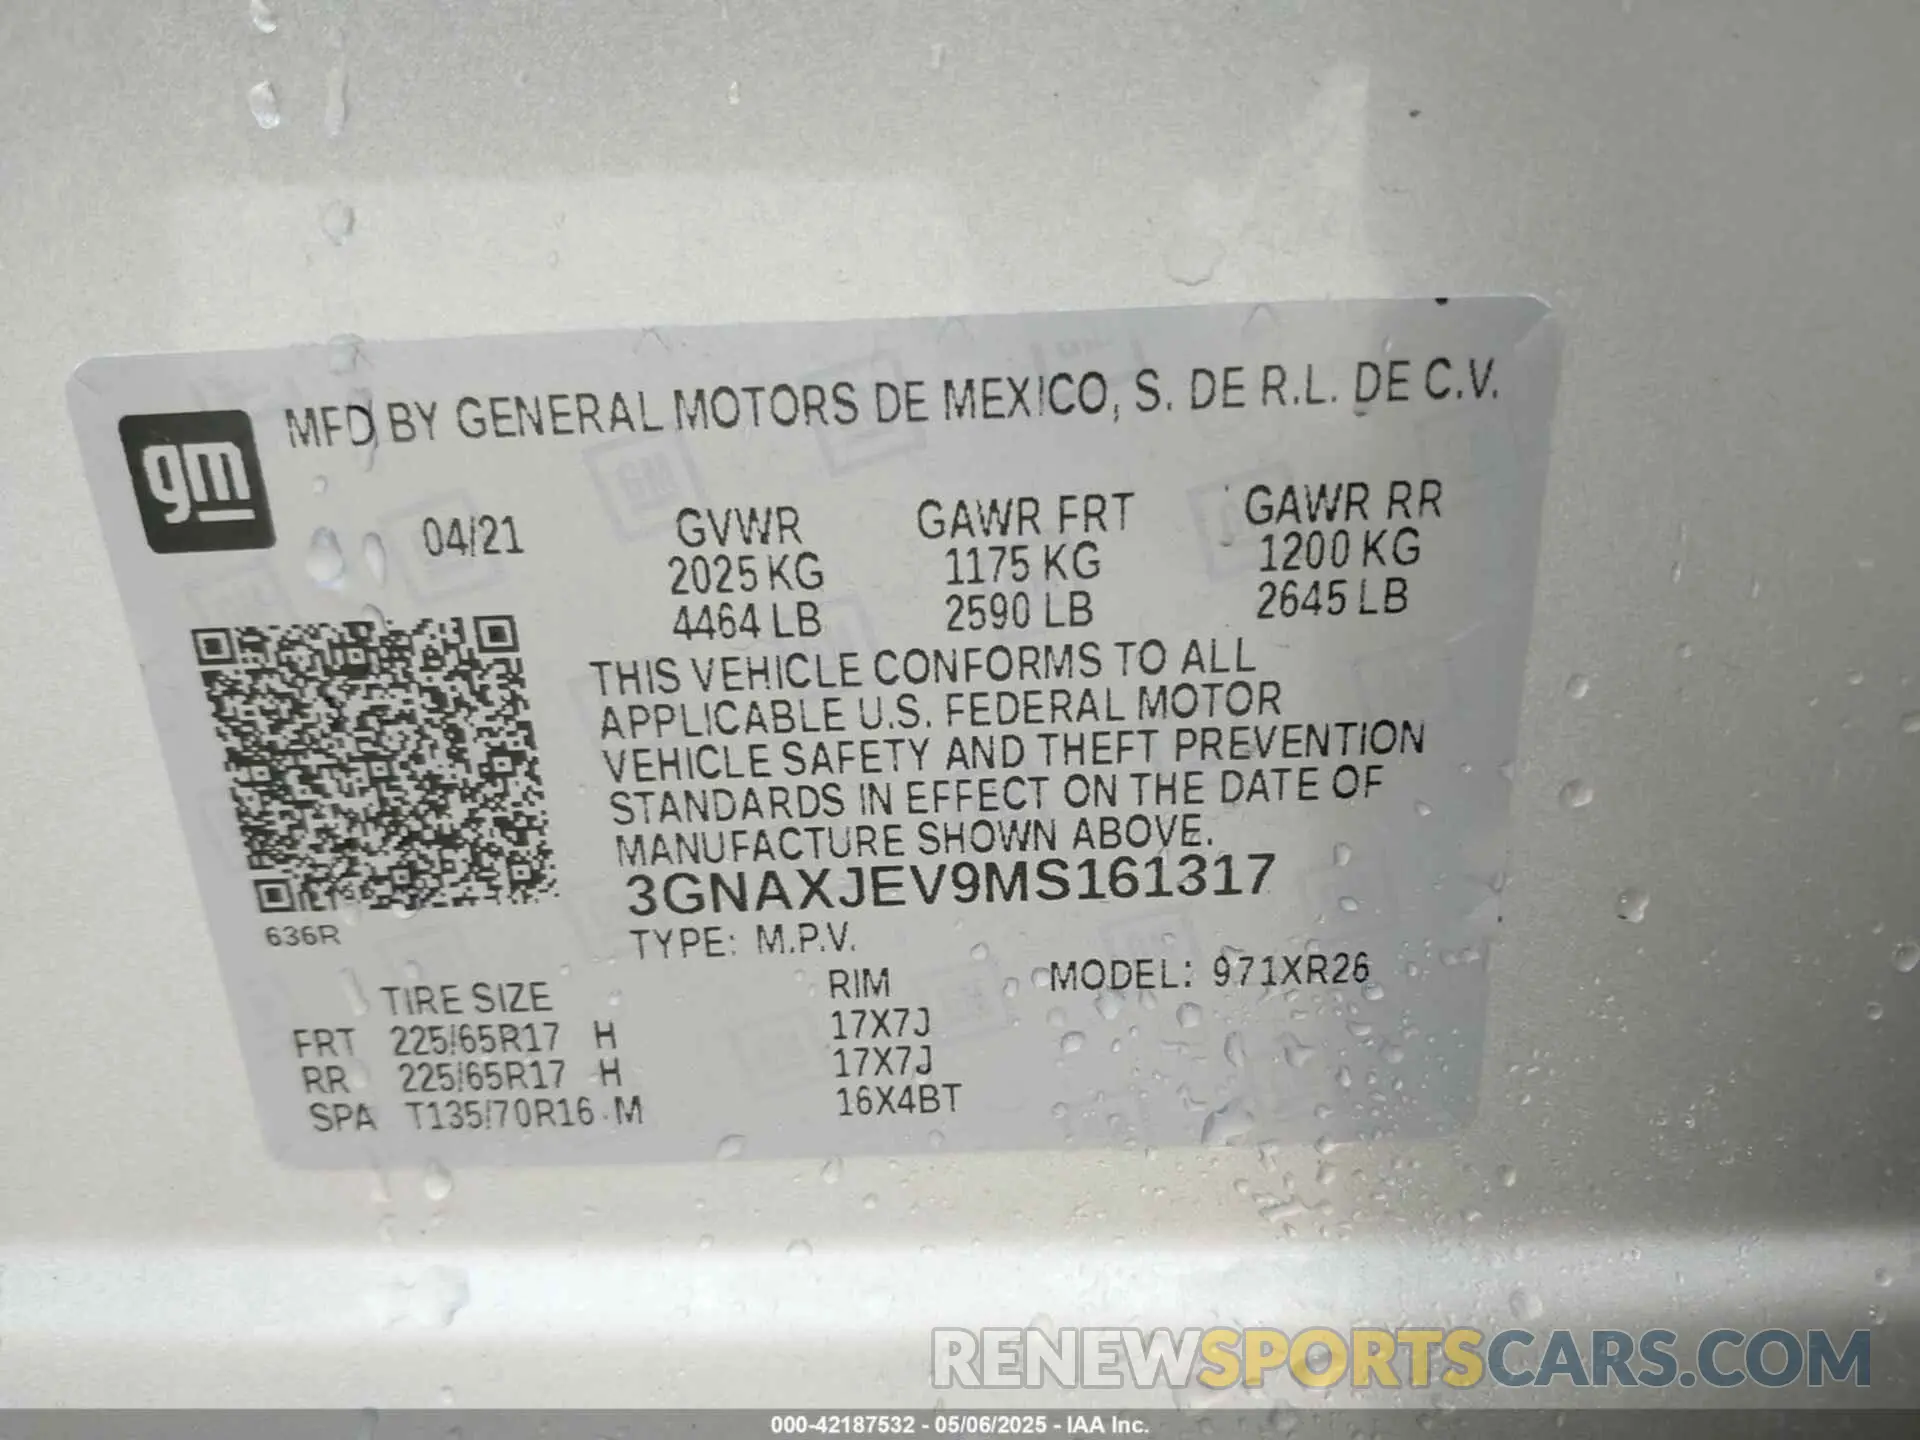 gm
MFD BY GENERAL MOTORS DE MEXICO, S. DE R.L. DE C.V.
04/21 GVWR GAWR FRT GAWR RR
2025 KG 1175 KG 1200 KG
4464 LB 2590 LB 2645 LB
THIS VEHICLE CONFORMS TO ALL
APPLICABLE U.S. FEDERAL MOTOR
VEHICLE SAFETY AND THEFT PREVENTION
STANDARDS IN EFFECT ON THE DATE OF
MANUFACTURE SHOWN ABOVE.
3GNAXJEV9MS161317
636R
TYPE: M.P.V.
TIRE SIZE RIM MODEL: 971XR26
FRT 225/65R17 H 17X7J
RR 225/65R17 H 17X7J
SPA T135/70R16 M 16X4BT
RENEWSPORTSCARS.COM
000-42187532 - 05/06/2025 - IAA Inc.